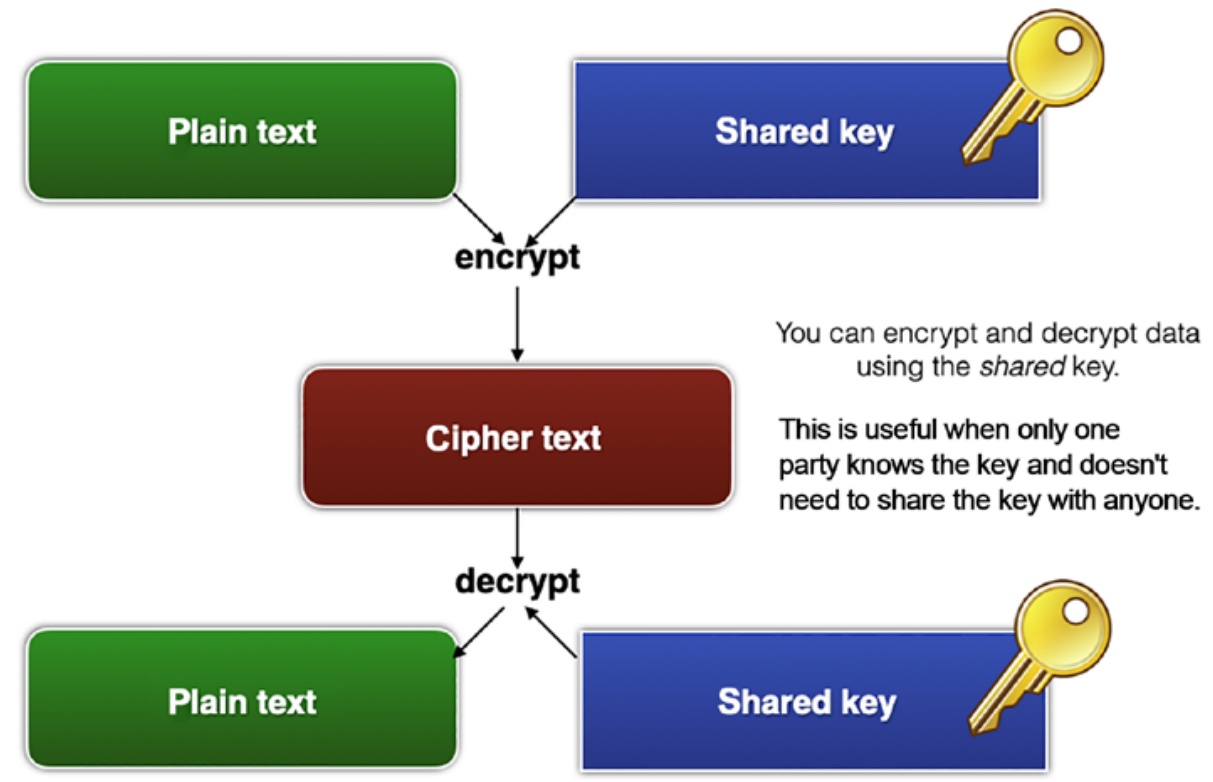 Plain text
Shared key
encrypt
You can encrypt and decrypt data
using the shared key.
Cipher text
This is useful when only one
party knows the key and doesn't
need to share the key with anyone.
decrypt
Plain text
Shared key